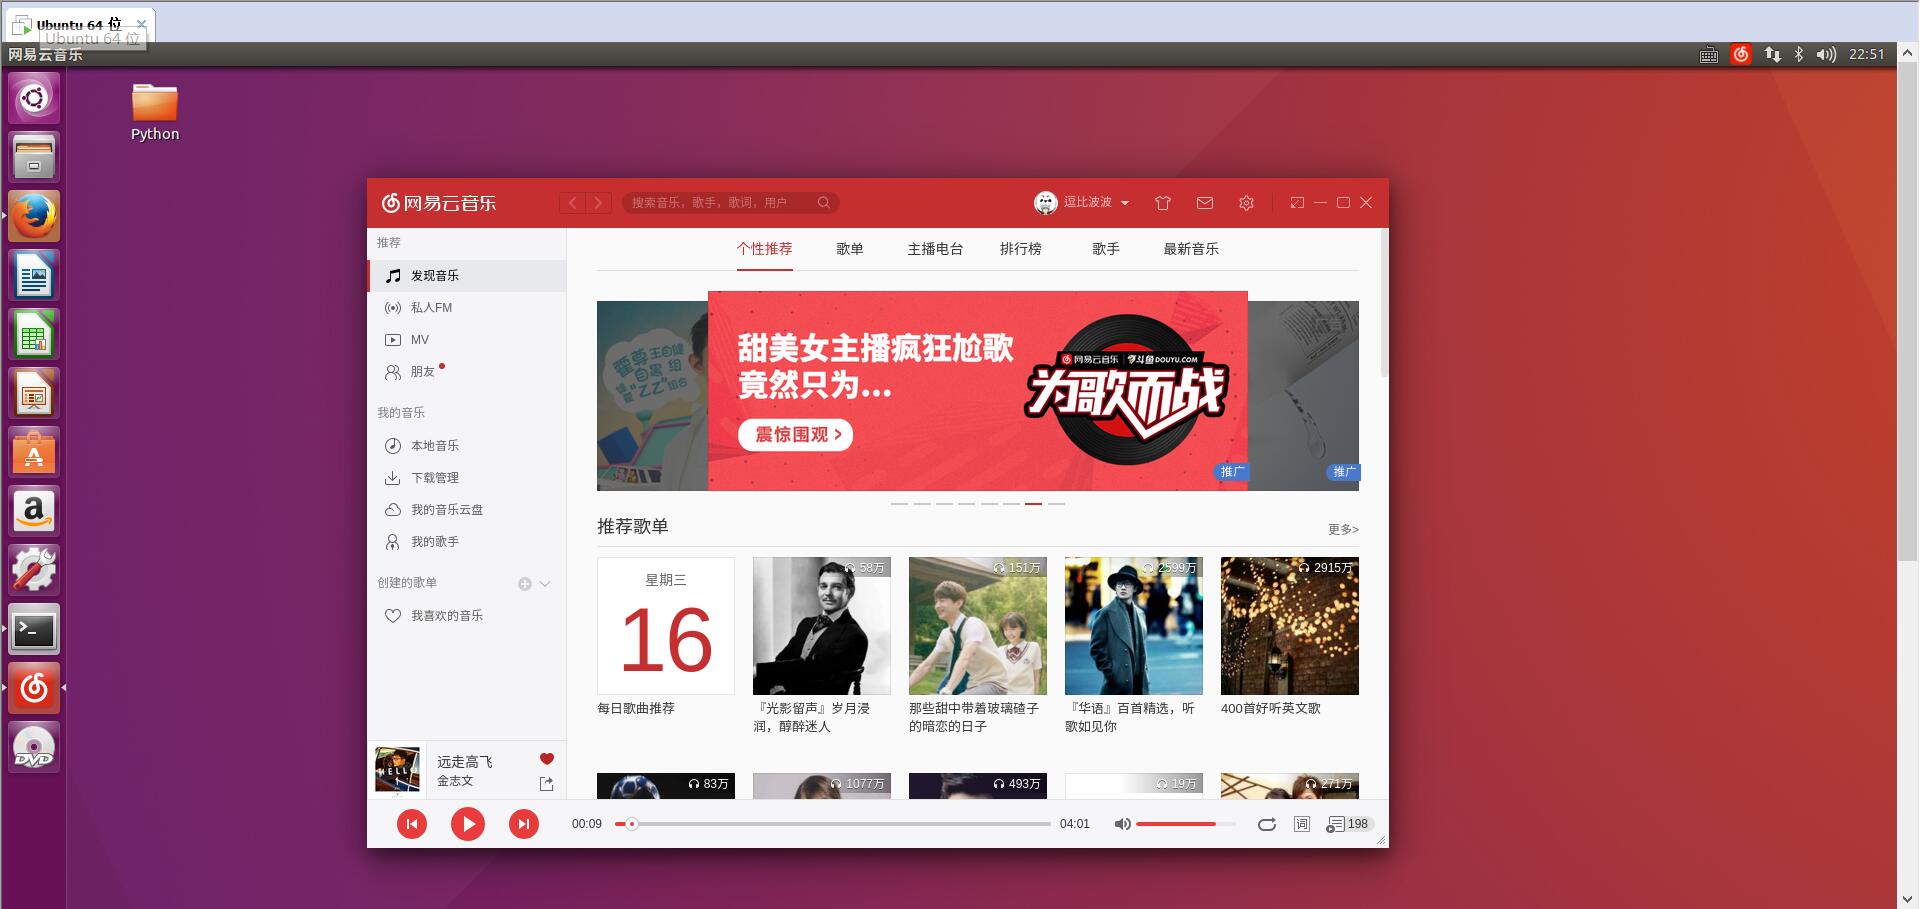 Ubuntu 64 位
Ubuntu 64 位
网易云音乐
22:51
Python
网易云音乐
搜索音乐，歌手，歌词，用户
逗比波波
推荐
发现音乐
私人FM
MV
朋友
我的音乐
本地音乐
下载管理
我的音乐云盘
我的歌手
创建的歌单
我喜欢的音乐
个性推荐
歌单
主播电台
排行榜
歌手
最新音乐
甜美女主播疯狂尬歌
竟然只为...
震惊围观 >
网易云音乐
斗鱼 DOUYU.COM
为歌而战
推广
推广
推荐歌单
更多>
星期三
16
58万
151万
2599万
2915万
每日歌曲推荐
『光影留声』岁月浸
润，醇醉迷人
那些甜中带着玻璃碴子
的暗恋的日子
『华语』百首精选，听
歌如见你
400首好听英文歌
83万
1077万
493万
19万
271万
HELLO
远走高飞
金志文
00:09
04:01
词
198
a
DVD